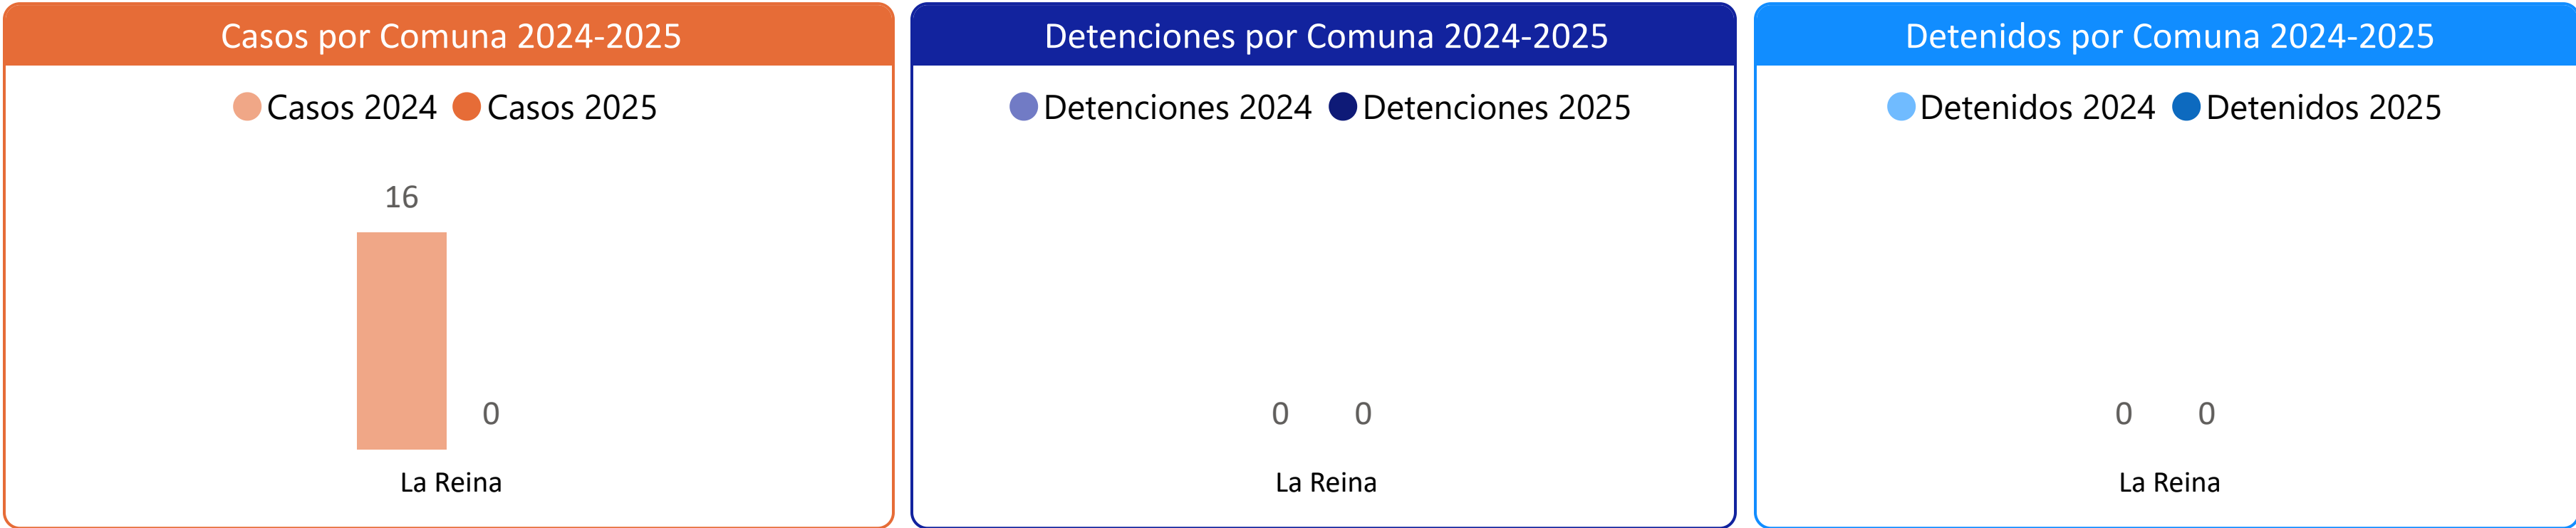 Casos por Comuna 2024-2025
Casos 2024 Casos 2025
16
0
La Reina
Detenciones por Comuna 2024-2025
Detenciones 2024 Detenciones 2025
0 0
La Reina
Detenidos por Comuna 2024-2025
Detenidos 2024 Detenidos 2025
0 0
La Reina